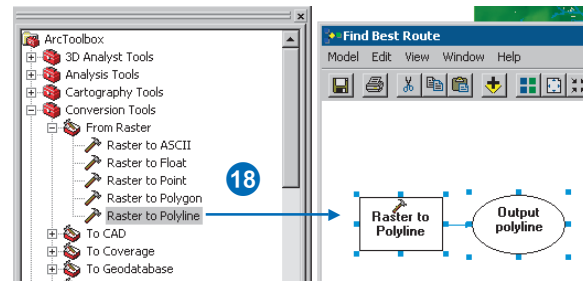 ArcToolbox
3D Analyst Tools
Analysis Tools
Cartography Tools
Conversion Tools
From Raster
Raster to ASCII
Raster to Float
Raster to Point
Raster to Polygon
Raster to Polyline
To CAD
To Coverage
To Geodatabase
18
Find Best Route
Model Edit View Window Help
Raster to
Polyline
Output
polyline